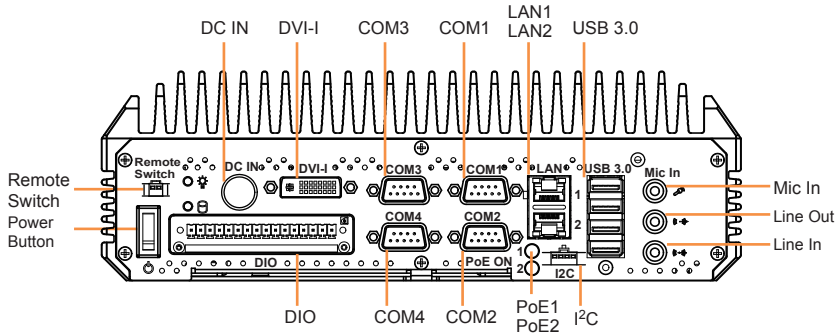 DC IN
DVI-I
COM3
COM1
LAN1
LAN2
USB 3.0
Remote
Switch
DC IN
DVI-I
COM3
COM1
LAN
USB 3.0
Mic In
Remote
Switch
Power
Button
1
2
Mic In
Line Out
Line In
COM4
COM2
DIO
PoE ON
1
2
I2C
DIO
COM4
COM2
PoE1
PoE2
I²C